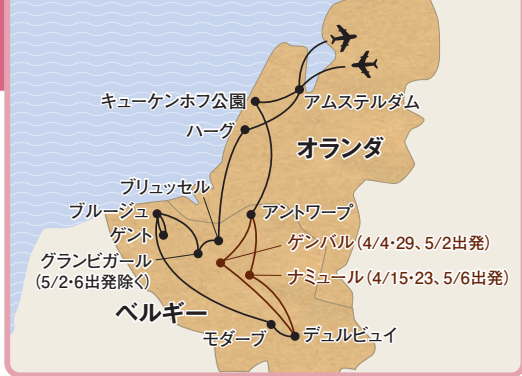 キューケンホフ公園
アムステルダム
ハーグ
オランダ
ブリュッセル
ブルージュ
アントワープ
ゲント
ゲンバル(4/4・29、5/2出発)
グランビガール
(5/2・6出発除く)
ナミュール(4/15・23、5/6出発)
ベルギー
モダーブ
デュルビュイ